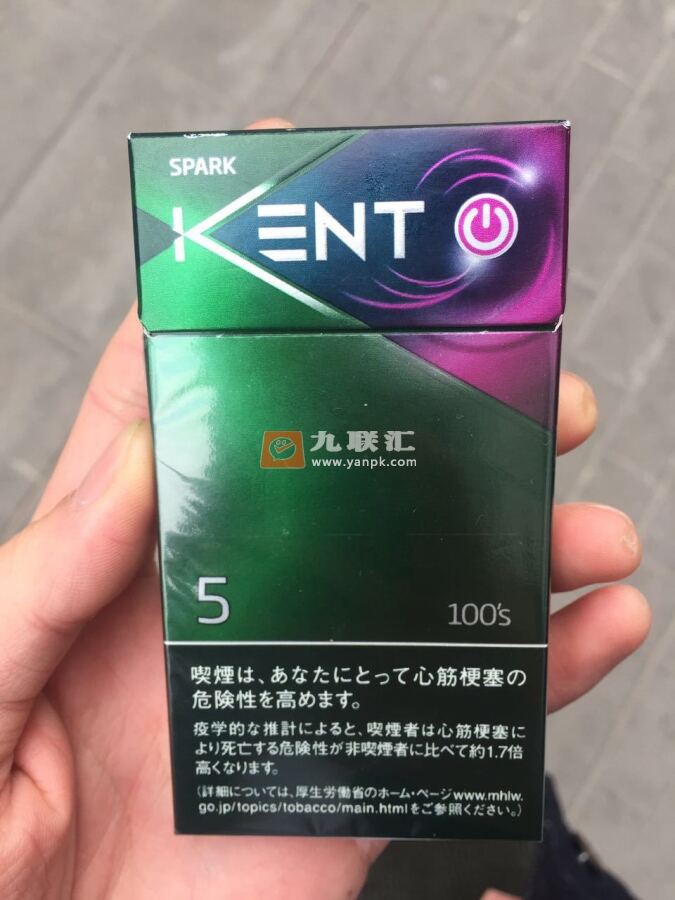 SPARK
KENT
九联汇
www.yanpk.com
5
100's
喫煙は、あなたにとって心筋梗塞の
危険性を高めます。
疫学的な推計によると、喫煙者は心筋梗塞に
より死亡する危険性が非喫煙者に比べて約1.7倍
高くなります。
(詳細については、厚生労働省のホーム・ページwww.mhlw.
go.jp/topics/tobacco/main.htmlをご参照ください。)